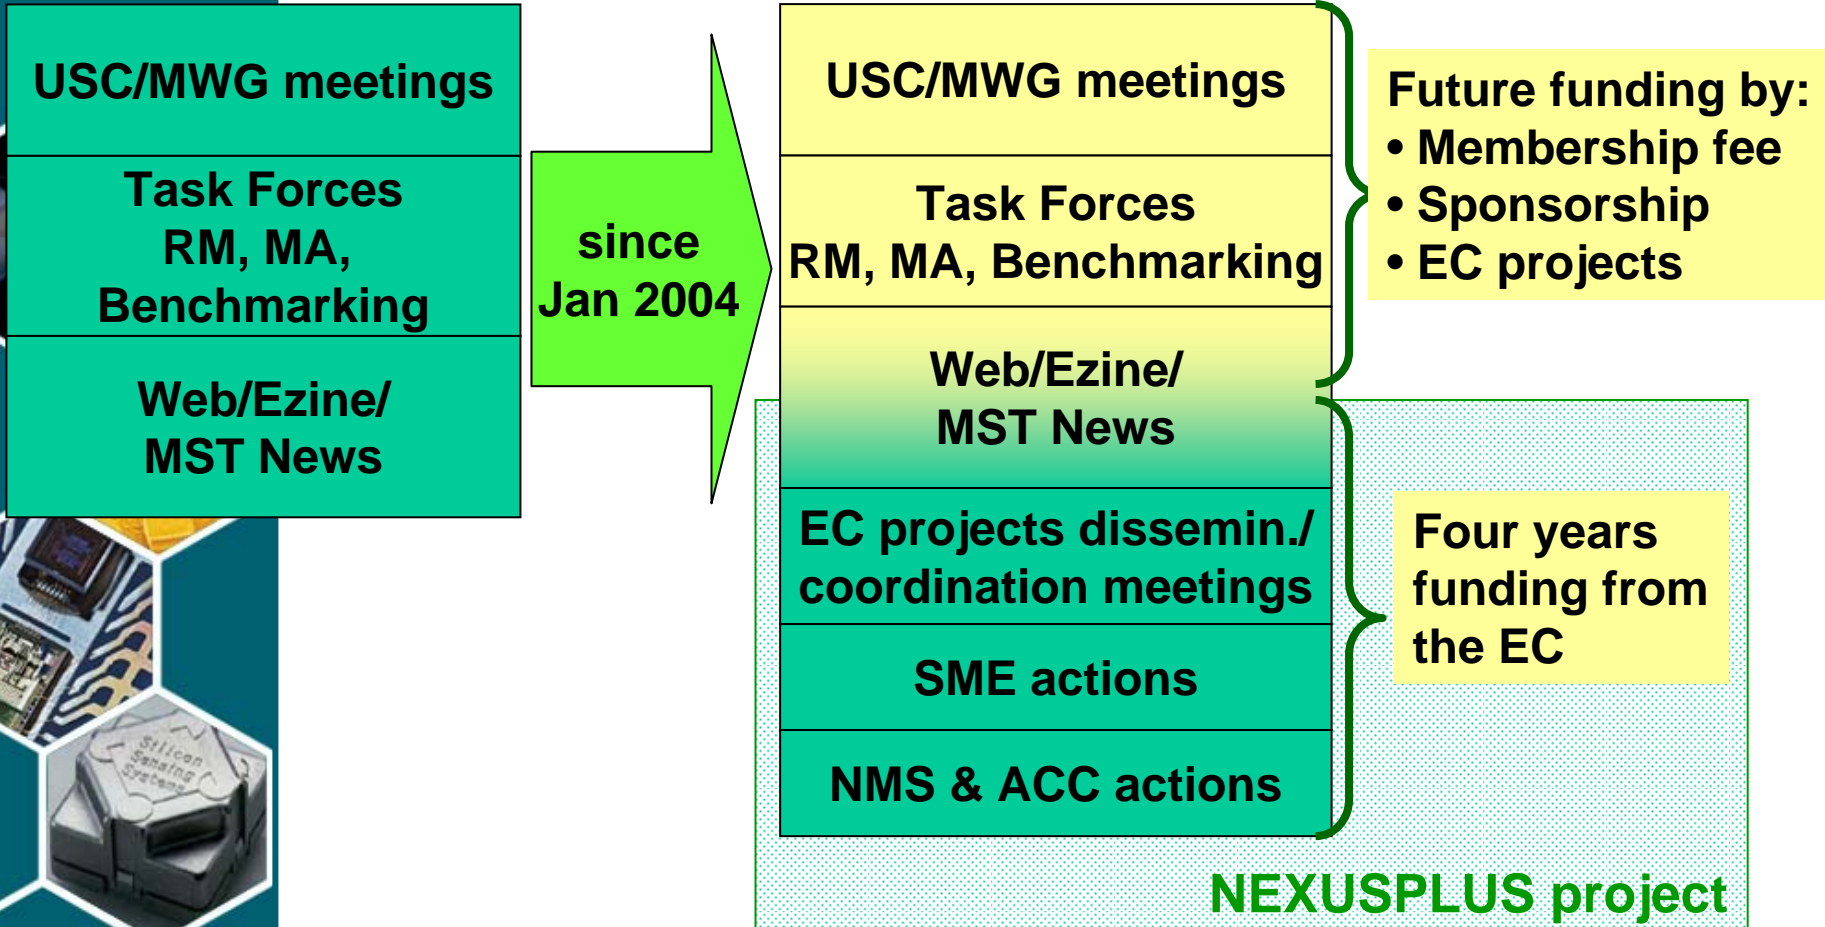 USC/MWG meetings
Task Forces
RM, MA,
Benchmarking
Web/Ezine/
MST News
since
Jan 2004
USC/MWG meetings
Task Forces
RM, MA, Benchmarking
Web/Ezine/
MST News
EC projects dissemin./
coordination meetings
SME actions
NMS & ACC actions
Future funding by:
• Membership fee
• Sponsorship
• EC projects
Four years
funding from
the EC
NEXUSPLUS project
Silicon
Sensing
Systems